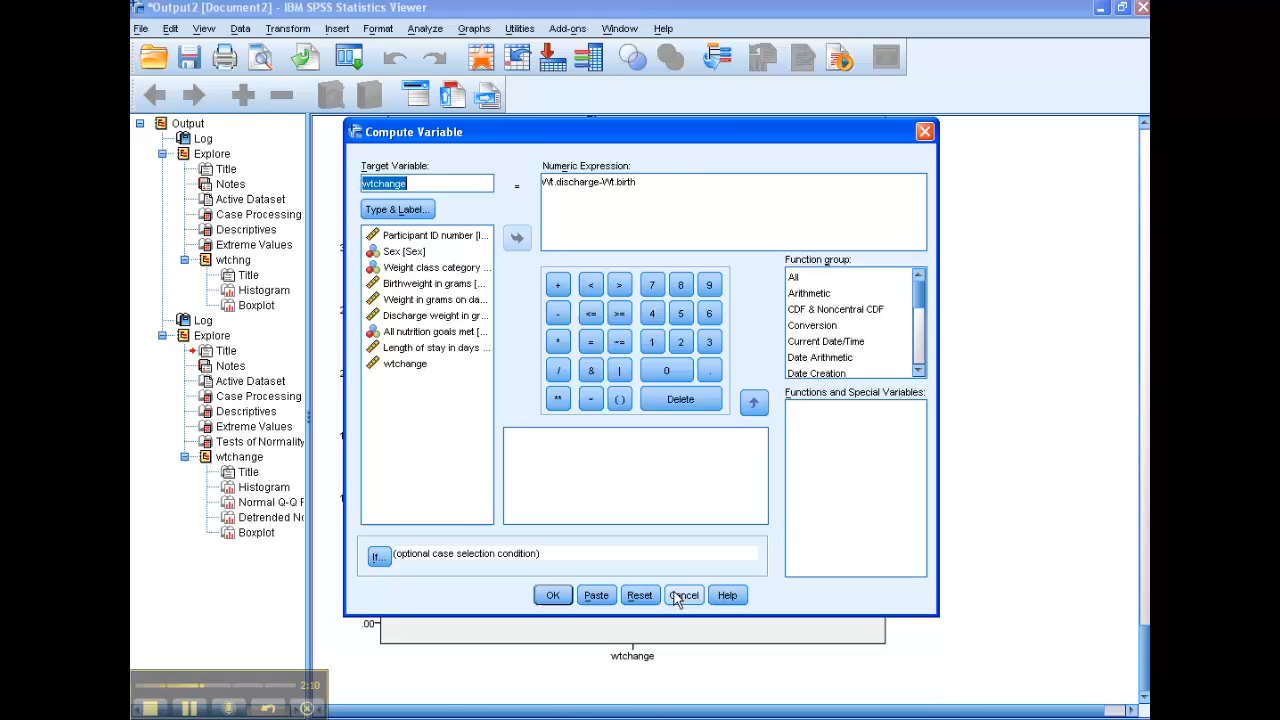 *Output2 [Document2] - IBM SPSS Statistics Viewer
File Edit View Data Transform Insert Format Analyze Graphs Utilities Add-ons Window Help
Output
Log
Explore
Title
Notes
Active Dataset
Case Processing
Descriptives
Extreme Values
wtchng
Title
Histogram
Boxplot
Log
Explore
Title
Notes
Active Dataset
Case Processing
Descriptives
Extreme Values
Tests of Normality
wtchange
Title
Histogram
Normal Q-Q P
Detrended No
Boxplot
Compute Variable
Target Variable:
wtchange
=
Numeric Expression:
Wt.discharge-Wt.birth
Type & Label...
Participant ID number [I...
Sex [Sex]
Weight class category ...
Birthweight in grams [...
Weight in grams on da...
Discharge weight in gr...
All nutrition goals met [...
Length of stay in days ...
wtchange
+ < > 7 8 9
- <= >= 4 5 6
* = ~= 1 2 3
/ & | 0 .
** ~ ( ) Delete
Function group:
All
Arithmetic
CDF & Noncentral CDF
Conversion
Current Date/Time
Date Arithmetic
Date Creation
Functions and Special Variables:
If... (optional case selection condition)
OK Paste Reset Cancel Help
.00
wtchange
2:10